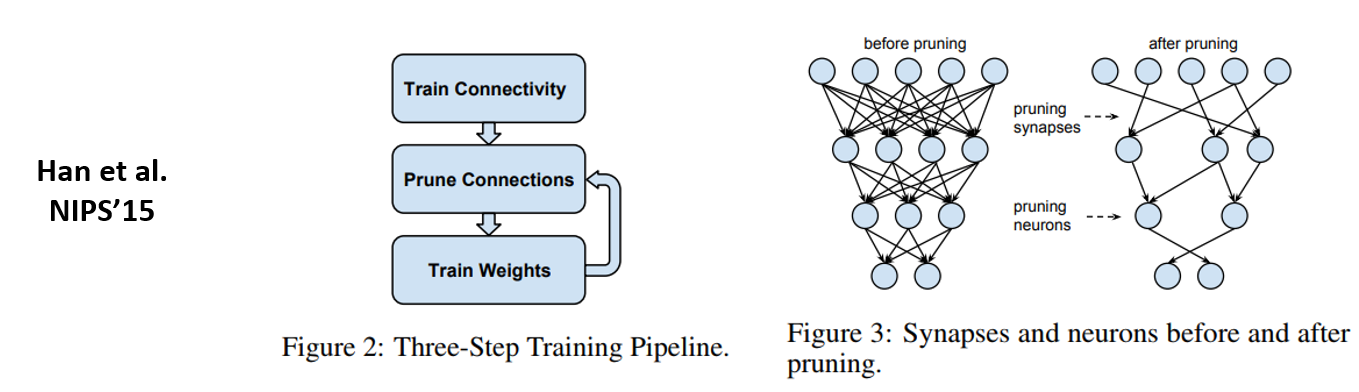 Han et al.
NIPS’15
Train Connectivity
Prune Connections
Train Weights
Figure 2: Three-Step Training Pipeline.
before pruning
after pruning
pruning
synapses
pruning
neurons
Figure 3: Synapses and neurons before and after
pruning.